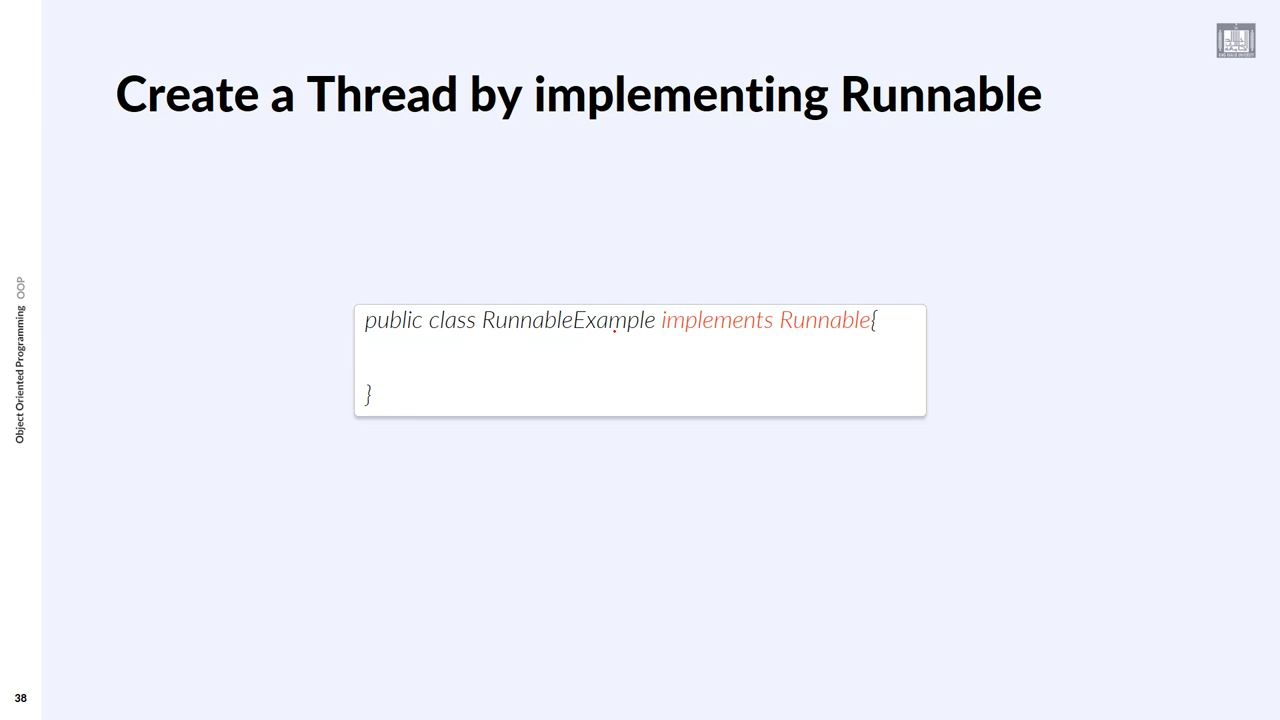 Create a Thread by implementing Runnable
public class RunnableExample implements Runnable{
}
Object Oriented Programming OOP
38